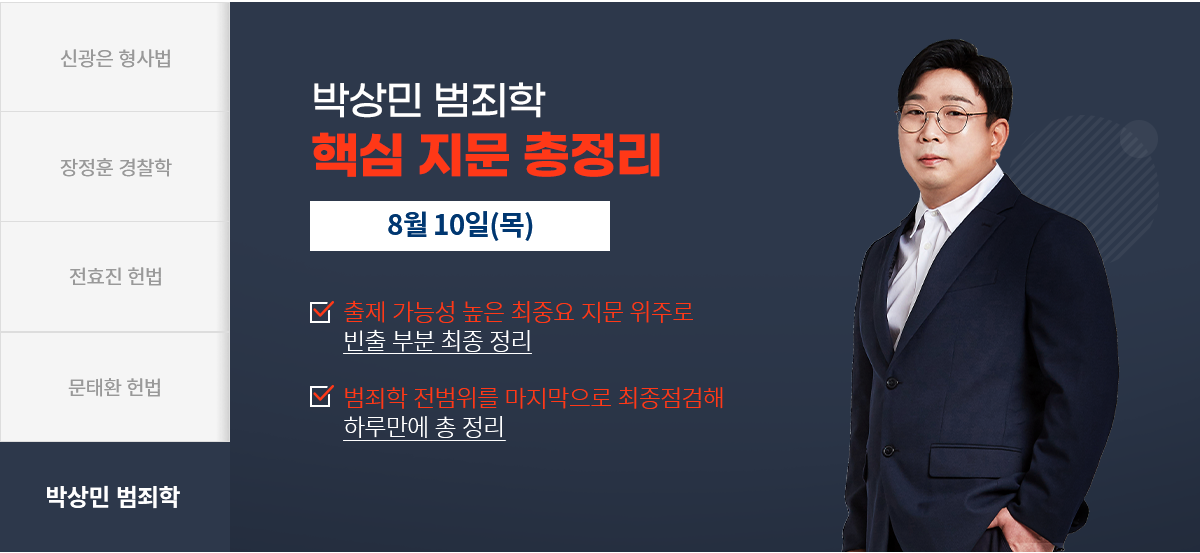 신광은 형사법
장정훈 경찰학
전효진 헌법
문태환 헌법
박상민 범죄학
박상민 범죄학
핵심 지문 총정리
8월 10일(목)
출제 가능성 높은 최중요 지문 위주로
빈출 부분 최종 정리
범죄학 전범위를 마지막으로 최종점검해
하루만에 총 정리